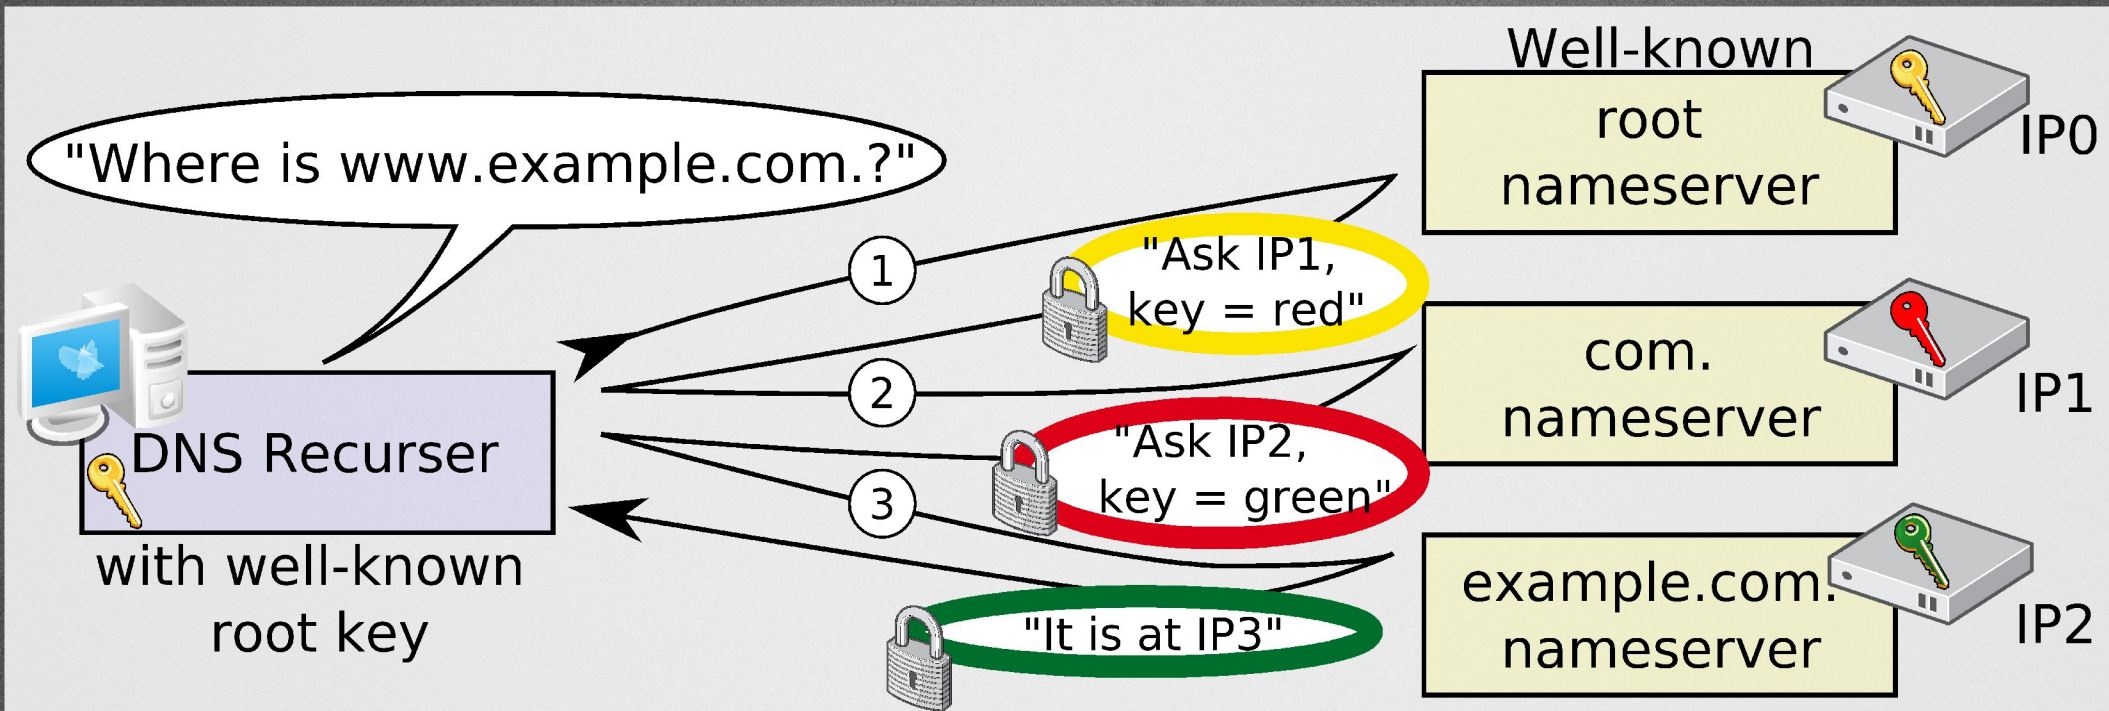 Well-known
root
nameserver
IP0
"Where is www.example.com.?"
1
"Ask IP1,
key = red"
com.
nameserver
IP1
2
DNS Recurser
"Ask IP2,
key = green"
3
with well-known
root key
example.com.
nameserver
IP2
"It is at IP3"